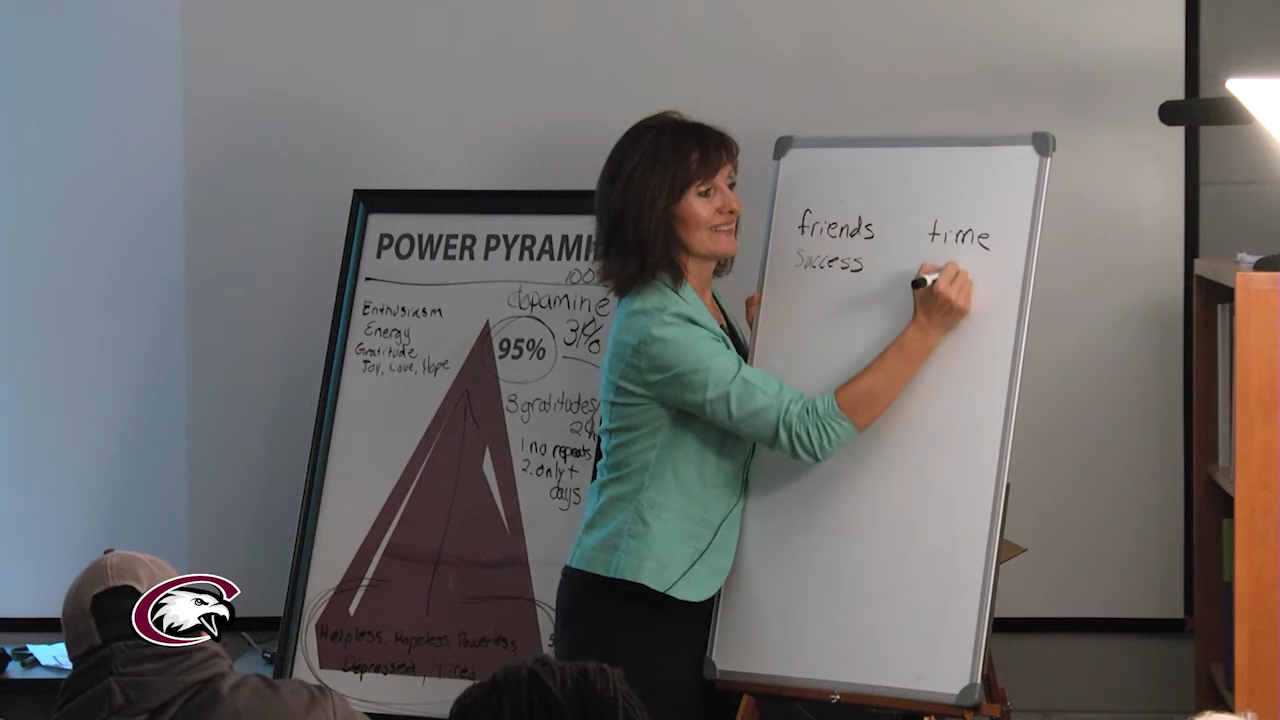 POWER PYRAMI
100
dopamine
Enthusiasm
Energy
Gratitude
Joy, Love, Hope
95%
3 gratitudes
1. no repeats
2. only +
days
Helpless, Hopeless, Powerless
Depressed, Tired
friends time
Success
C